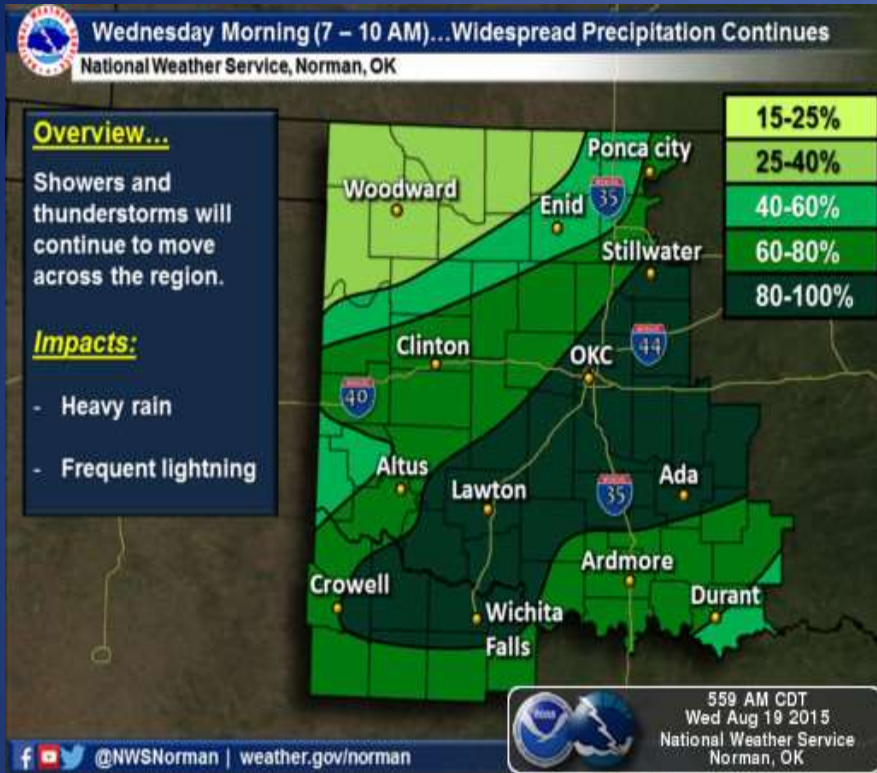 Wednesday Morning (7 – 10 AM)...Widespread Precipitation Continues
National Weather Service, Norman, OK
Overview...
Showers and
thunderstorms will
continue to move
across the region.
Impacts:
- Heavy rain
- Frequent lightning
15-25%
25-40%
40-60%
60-80%
80-100%
Ponca city
Woodward
35
Enid
Stillwater
Clinton
OKC
44
40
Altus
Lawton
35
Ada
Ardmore
Crowell
Durant
Wichita
Falls
559 AM CDT
Wed Aug 19 2015
National Weather Service
Norman, OK
@NWSNorman | weather.gov/norman